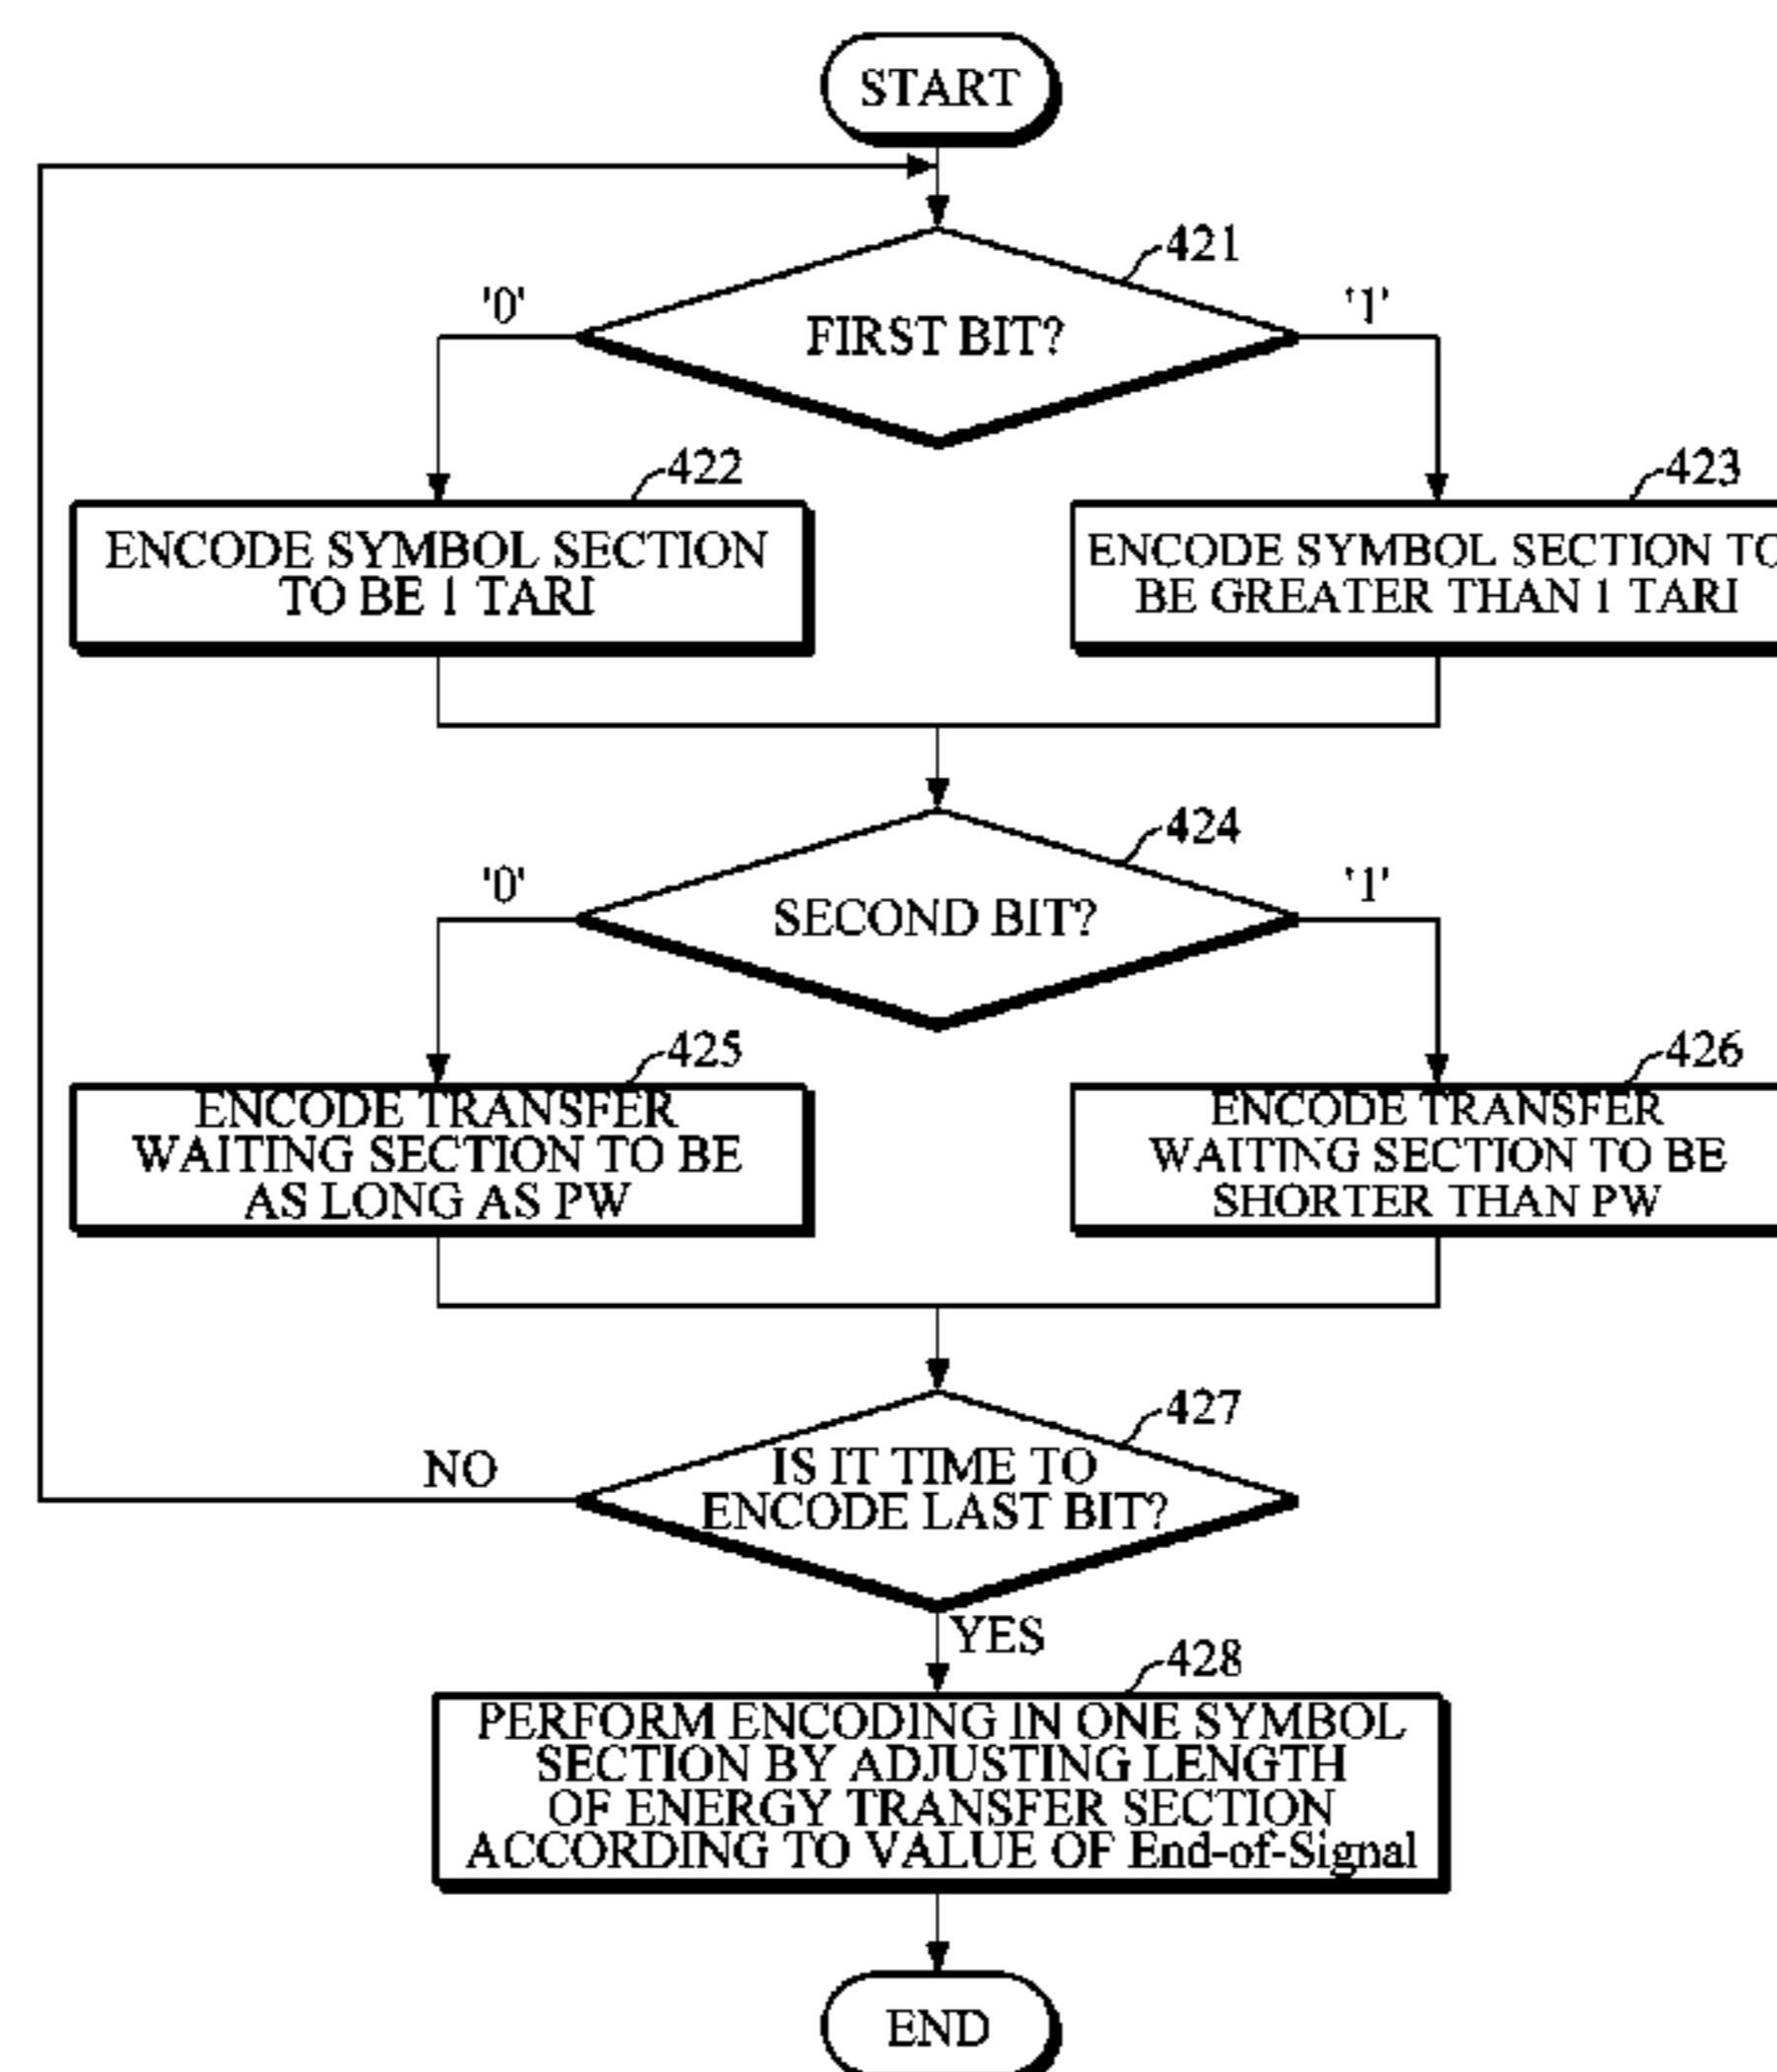 START
421
'0'
'1'
FIRST BIT?
422
423
ENCODE SYMBOL SECTION
TO BE 1 TARI
ENCODE SYMBOL SECTION TO
BE GREATER THAN 1 TARI
424
'0'
'1'
SECOND BIT?
425
426
ENCODE TRANSFER
WAITING SECTION TO BE
AS LONG AS PW
ENCODE TRANSFER
WAITING SECTION TO BE
SHORTER THAN PW
427
NO
IS IT TIME TO
ENCODE LAST BIT?
YES
428
PERFORM ENCODING IN ONE SYMBOL
SECTION BY ADJUSTING LENGTH
OF ENERGY TRANSFER SECTION
ACCORDING TO VALUE OF End-of-Signal
END